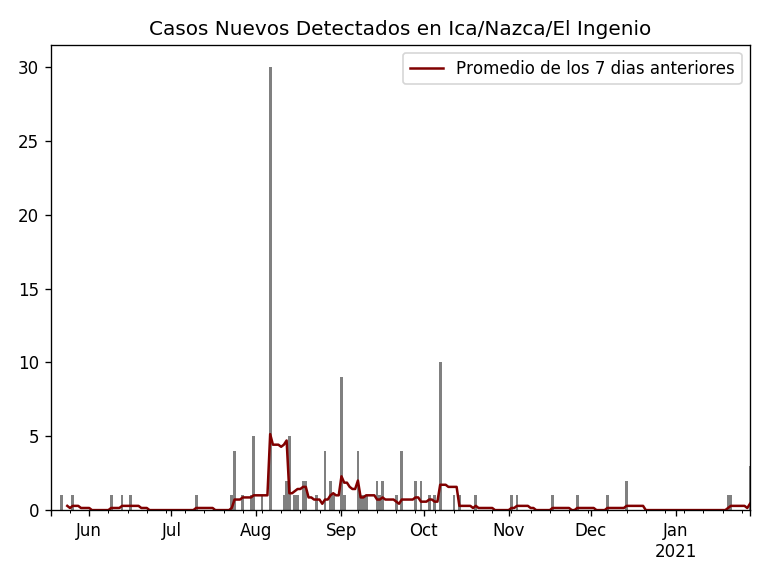 Casos Nuevos Detectados en Ica/Nazca/El Ingenio
Promedio de los 7 dias anteriores
30
25
20
15
10
5
0
Jun Jul Aug Sep Oct Nov Dec Jan
2021